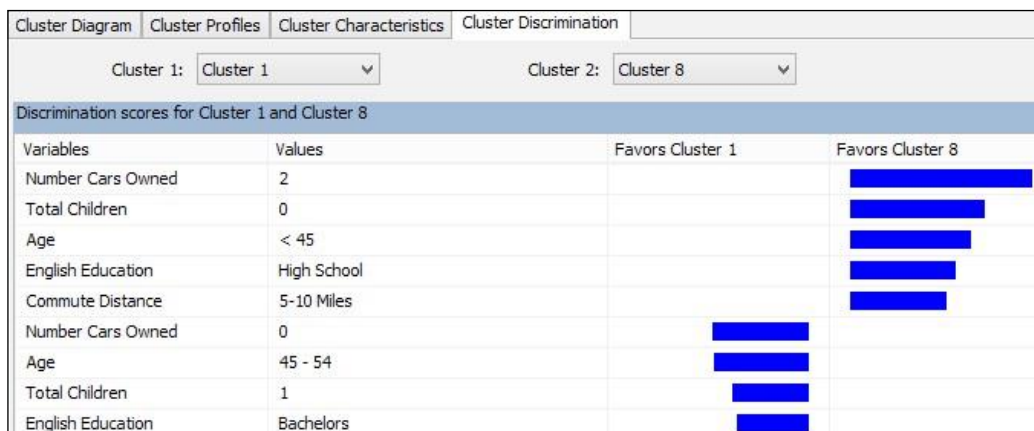 Cluster Diagram Cluster Profiles Cluster Characteristics Cluster Discrimination
Cluster 1: Cluster 1 Cluster 2: Cluster 8
Discrimination scores for Cluster 1 and Cluster 8
Variables Values Favors Cluster 1 Favors Cluster 8
Number Cars Owned 2
Total Children 0
Age < 45
English Education High School
Commute Distance 5-10 Miles
Number Cars Owned 0
Age 45 - 54
Total Children 1
English Education Bachelors